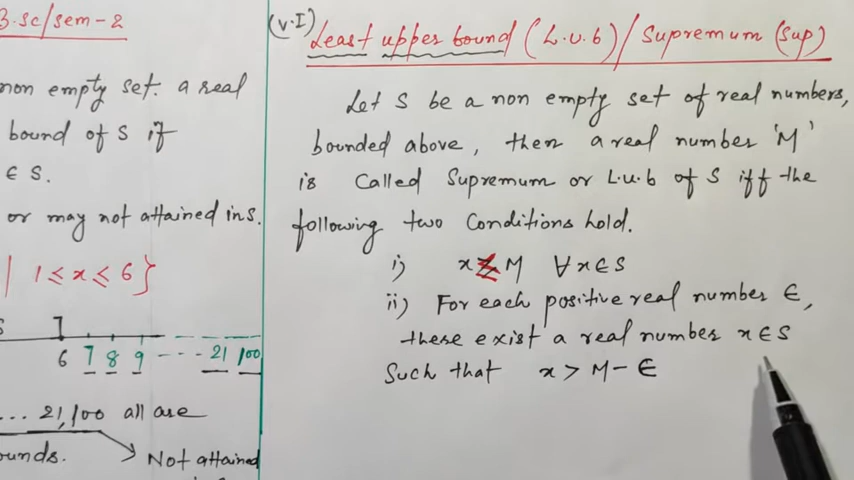 B.sc/sem-2
non empty set. a real
bound of S if
∈ S.
or may not attained in S.
| 1 ≤ x ≤ 6}
6 7 8 9 ---- 21 100
... 21,100 all are
ounds.
Not attained
(V.I)
Least upper bound (L.u.b)/Supremum (Sup)
Let S be a non empty set of real numbers,
bounded above, then a real number 'M'
is Called Supremum or L.u.b of S iff the
following two Conditions hold.
i) x ≤ M ∀ x ∈ S
ii) For each positive real number ∈,
there exist a real number x ∈ S
Such that x > M - ∈